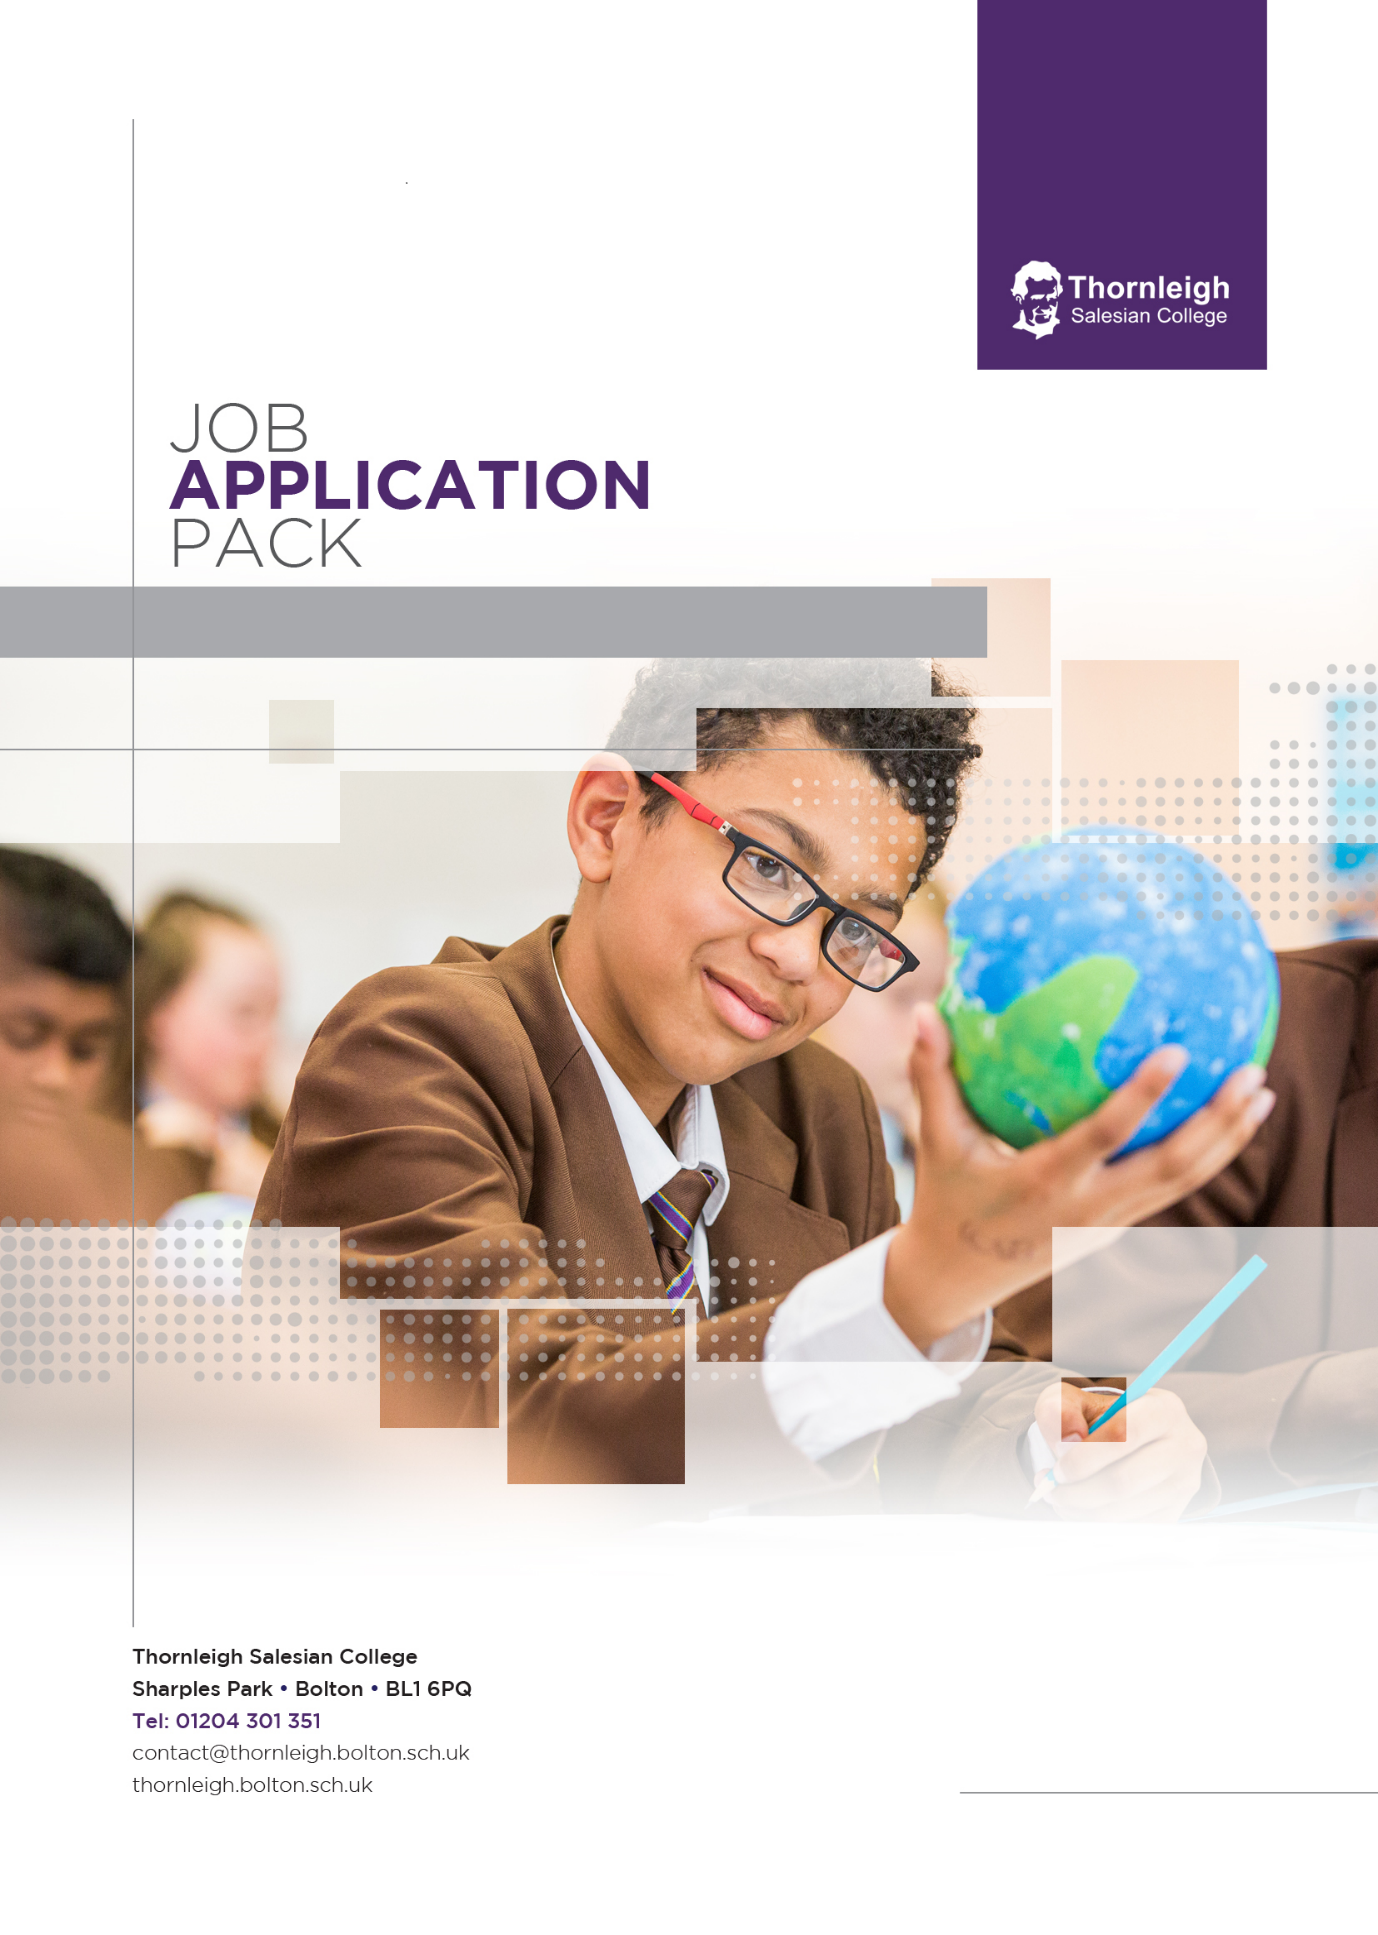 Thornleigh
Salesian College
JOB
APPLICATION
PACK
Thornleigh Salesian College
Sharples Park • Bolton • BL1 6PQ
Tel: 01204 301 351
contact@thornleigh.bolton.sch.uk
thornleigh.bolton.sch.uk